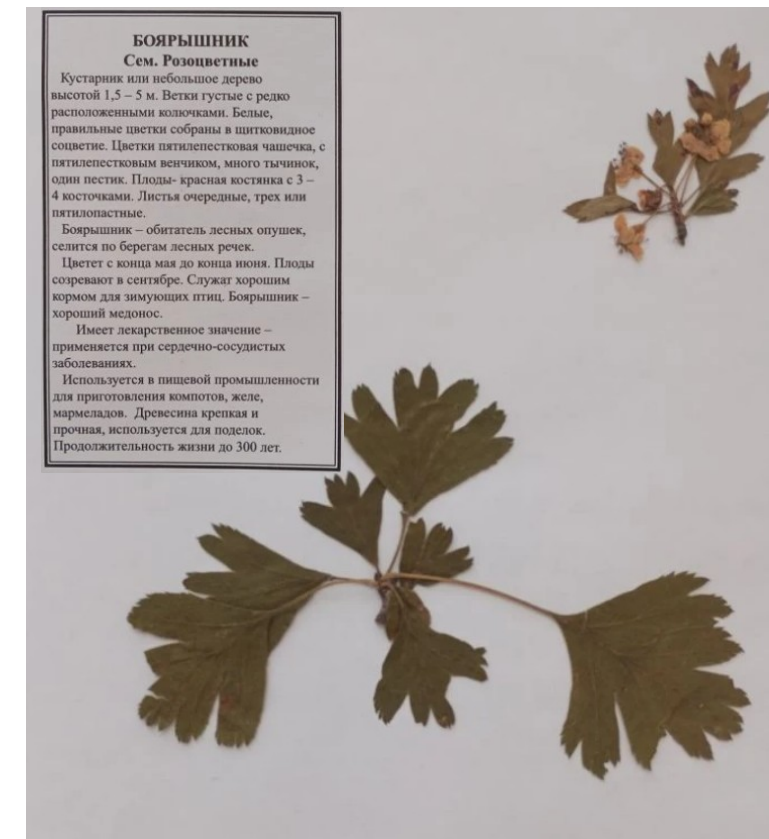 БОЯРЫШНИК
Сем. Розоцветные
Кустарник или небольшое дерево
высотой 1,5 – 5 м. Ветки густые с редко
расположенными колючками. Белые,
правильные цветки собраны в щитковидное
соцветие. Цветки пятилепестковая чашечка, с
пятилепестковым венчиком, много тычинок,
один пестик. Плоды- красная костянка с 3 –
4 косточками. Листья очередные, трех или
пятилопастные.
Боярышник – обитатель лесных опушек,
селится по берегам лесных речек.
Цветет с конца мая до конца июня. Плоды
созревают в сентябре. Служат хорошим
кормом для зимующих птиц. Боярышник –
хороший медонос.
Имеет лекарственное значение –
применяется при сердечно-сосудистых
заболеваниях.
Используется в пищевой промышленности
для приготовления компотов, желе,
мармеладов. Древесина крепкая и
прочная, используется для поделок.
Продолжительность жизни до 300 лет.